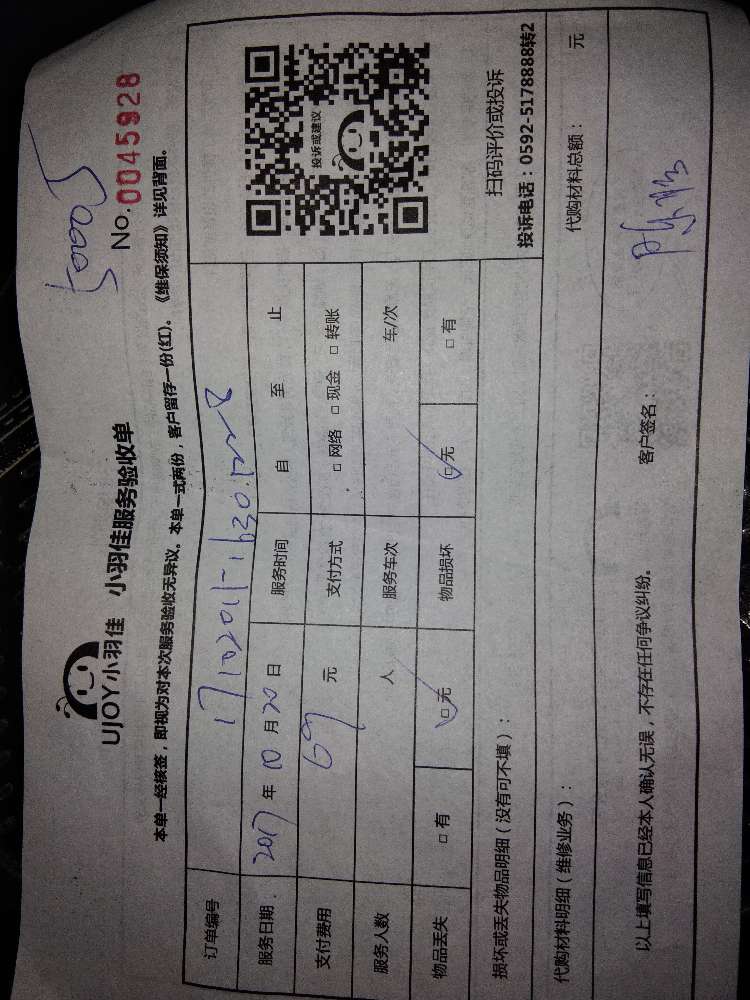 50005
No.0045928
UJOY小羽佳 小羽佳服务验收单
本单一经核签，即视为对本次服务验收无异议。本单一式两份，客户留存一份(红)。《维保须知》详见背面。
订单编号
服务日期： 2017 年 10 月 20 日 服务时间 自 至 止
支付费用 69 元 支付方式 □ 网络 □ 现金 □ 转账
服务人数 人 服务车次 车/次
物品丢失 □ 有 □ 无 物品损坏 □ 无 □ 有
投诉或建议
扫码评价或投诉
投诉电话：0592-5178888转2
损坏或丢失物品明细（没有可不填）：
代购材料明细（维修业务）： 代购材料总额： 元
以上填写信息已经本人确认无误，不存在任何争议纠纷。 客户签名：